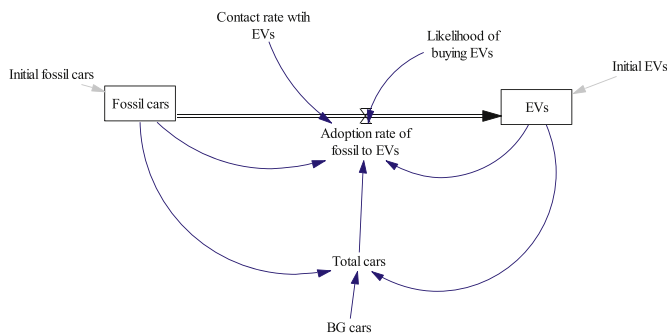 Contact rate wtih
EVs
Likelihood of
buying EVs
Initial fossil cars
Initial EVs
Fossil cars
EVs
Adoption rate of
fossil to EVs
Total cars
BG cars